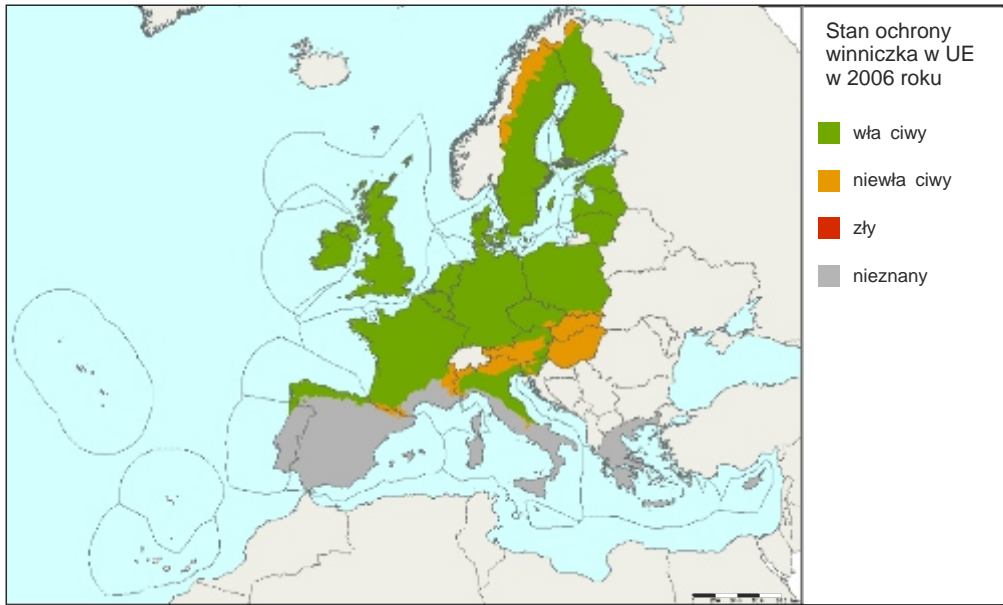 Stan ochrony
winniczka w UE
w 2006 roku
wła ciwy
niewła ciwy
zły
nieznany